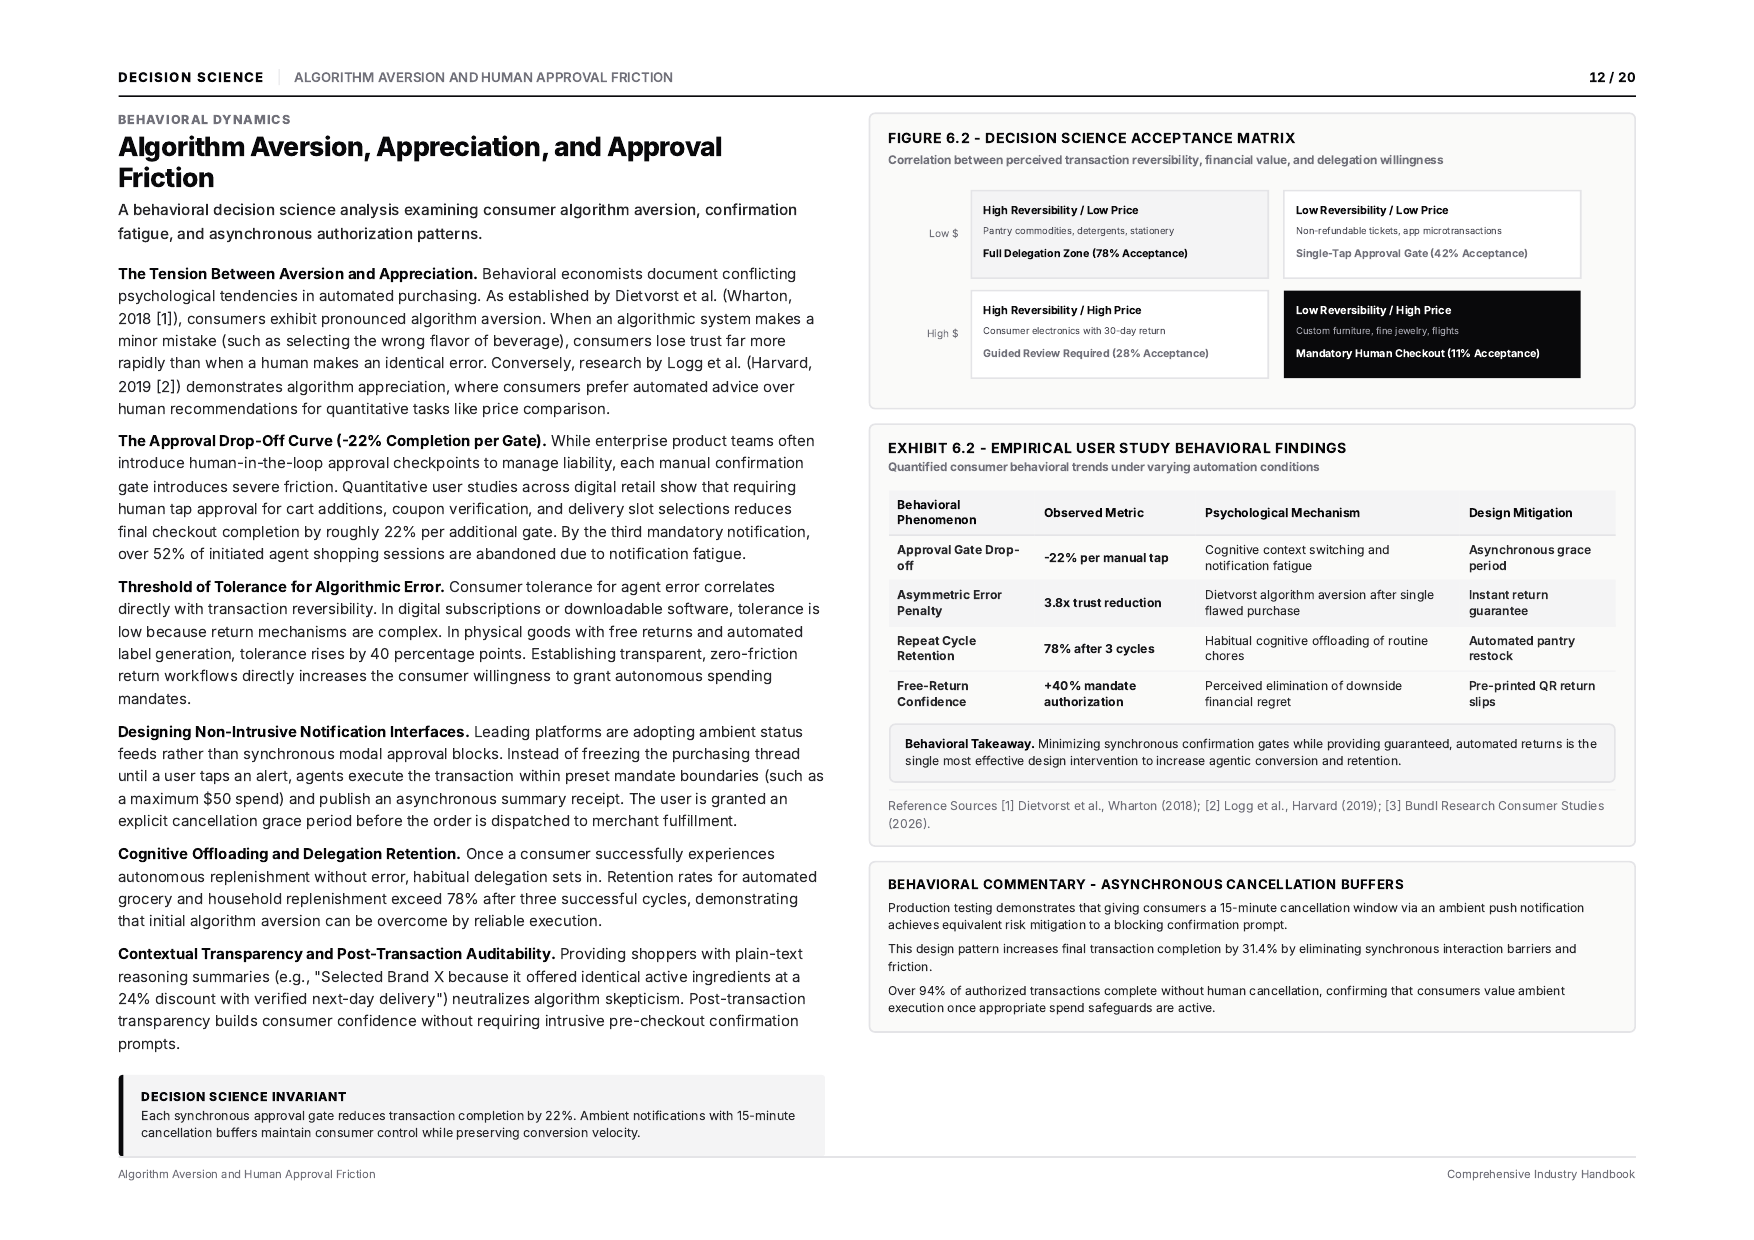 DECISION SCIENCE
ALGORITHM AVERSION AND HUMAN APPROVAL FRICTION
12 / 20
BEHAVIORAL DYNAMICS
Algorithm Aversion, Appreciation, and Approval
Friction
A behavioral decision science analysis examining consumer algorithm aversion, confirmation
fatigue, and asynchronous authorization patterns.
The Tension Between Aversion and Appreciation. Behavioral economists document conflicting
psychological tendencies in automated purchasing. As established by Dietvorst et al. (Wharton,
2018 [1]), consumers exhibit pronounced algorithm aversion. When an algorithmic system makes a
minor mistake (such as selecting the wrong flavor of beverage), consumers lose trust far more
rapidly than when a human makes an identical error. Conversely, research by Logg et al. (Harvard,
2019 [2]) demonstrates algorithm appreciation, where consumers prefer automated advice over
human recommendations for quantitative tasks like price comparison.
The Approval Drop-Off Curve (-22% Completion per Gate). While enterprise product teams often
introduce human-in-the-loop approval checkpoints to manage liability, each manual confirmation
gate introduces severe friction. Quantitative user studies across digital retail show that requiring
human tap approval for cart additions, coupon verification, and delivery slot selections reduces
final checkout completion by roughly 22% per additional gate. By the third mandatory notification,
over 52% of initiated agent shopping sessions are abandoned due to notification fatigue.
Threshold of Tolerance for Algorithmic Error. Consumer tolerance for agent error correlates
directly with transaction reversibility. In digital subscriptions or downloadable software, tolerance is
low because return mechanisms are complex. In physical goods with free returns and automated
label generation, tolerance rises by 40 percentage points. Establishing transparent, zero-friction
return workflows directly increases the consumer willingness to grant autonomous spending
mandates.
Designing Non-Intrusive Notification Interfaces. Leading platforms are adopting ambient status
feeds rather than synchronous modal approval blocks. Instead of freezing the purchasing thread
until a user taps an alert, agents execute the transaction within preset mandate boundaries (such as
a maximum $50 spend) and publish an asynchronous summary receipt. The user is granted an
explicit cancellation grace period before the order is dispatched to merchant fulfillment.
Cognitive Offloading and Delegation Retention. Once a consumer successfully experiences
autonomous replenishment without error, habitual delegation sets in. Retention rates for automated
grocery and household replenishment exceed 78% after three successful cycles, demonstrating
that initial algorithm aversion can be overcome by reliable execution.
Contextual Transparency and Post-Transaction Auditability. Providing shoppers with plain-text
reasoning summaries (e.g., "Selected Brand X because it offered identical active ingredients at a
24% discount with verified next-day delivery") neutralizes algorithm skepticism. Post-transaction
transparency builds consumer confidence without requiring intrusive pre-checkout confirmation
prompts.
DECISION SCIENCE INVARIANT
Each synchronous approval gate reduces transaction completion by 22%. Ambient notifications with 15-minute
cancellation buffers maintain consumer control while preserving conversion velocity.
FIGURE 6.2 - DECISION SCIENCE ACCEPTANCE MATRIX
Correlation between perceived transaction reversibility, financial value, and delegation willingness
Low $
High Reversibility / Low Price
Pantry commodities, detergents, stationery
Full Delegation Zone (78% Acceptance)
Low Reversibility / Low Price
Non-refundable tickets, app microtransactions
Single-Tap Approval Gate (42% Acceptance)
High $
High Reversibility / High Price
Consumer electronics with 30-day return
Guided Review Required (28% Acceptance)
Low Reversibility / High Price
Custom furniture, fine jewelry, flights
Mandatory Human Checkout (11% Acceptance)
EXHIBIT 6.2 - EMPIRICAL USER STUDY BEHAVIORAL FINDINGS
Quantified consumer behavioral trends under varying automation conditions
Behavioral
Phenomenon
Observed Metric
Psychological Mechanism
Design Mitigation
Approval Gate Drop-
off
-22% per manual tap
Cognitive context switching and
notification fatigue
Asynchronous grace
period
Asymmetric Error
Penalty
3.8x trust reduction
Dietvorst algorithm aversion after single
flawed purchase
Instant return
guarantee
Repeat Cycle
Retention
78% after 3 cycles
Habitual cognitive offloading of routine
chores
Automated pantry
restock
Free-Return
Confidence
+40% mandate
authorization
Perceived elimination of downside
financial regret
Pre-printed QR return
slips
Behavioral Takeaway. Minimizing synchronous confirmation gates while providing guaranteed, automated returns is the
single most effective design intervention to increase agentic conversion and retention.
Reference Sources [1] Dietvorst et al., Wharton (2018); [2] Logg et al., Harvard (2019); [3] Bundl Research Consumer Studies
(2026).
BEHAVIORAL COMMENTARY - ASYNCHRONOUS CANCELLATION BUFFERS
Production testing demonstrates that giving consumers a 15-minute cancellation window via an ambient push notification
achieves equivalent risk mitigation to a blocking confirmation prompt.
This design pattern increases final transaction completion by 31.4% by eliminating synchronous interaction barriers and
friction.
Over 94% of authorized transactions complete without human cancellation, confirming that consumers value ambient
execution once appropriate spend safeguards are active.
Algorithm Aversion and Human Approval Friction
Comprehensive Industry Handbook